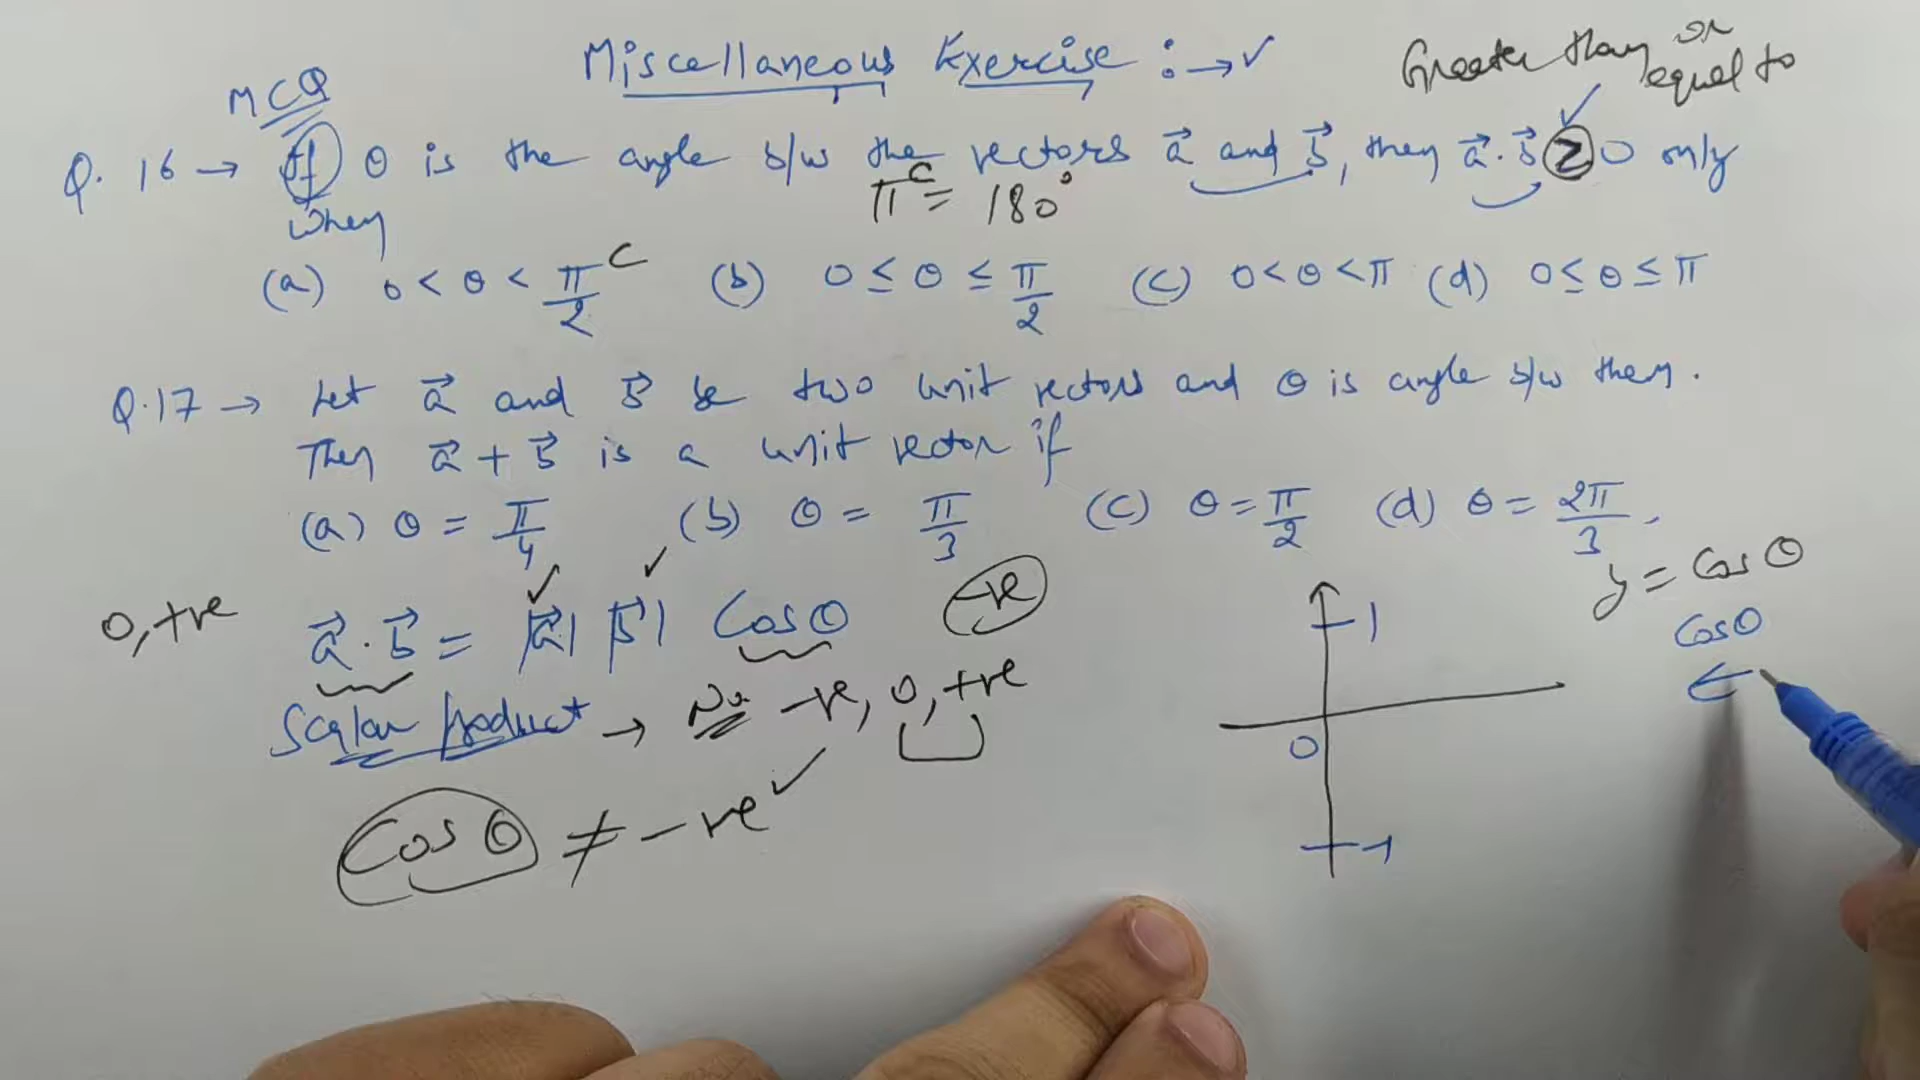 Miscellaneous Exercise :→✓
Greater than or equal to
MCQ
Q. 16 → If θ is the angle b/w the vectors a⃗ and b⃗, then a⃗ . b⃗ ≥ 0 only
when
π^c = 180°
(a) 0 < θ < π/2 ^c (b) 0 ≤ θ ≤ π/2 (c) 0 < θ < π (d) 0 ≤ θ ≤ π
Q.17 → Let a⃗ and b⃗ be two unit vectors and θ is angle b/w them.
Then a⃗ + b⃗ is a unit vector if
(a) θ = π/4 (b) θ = π/3 (c) θ = π/2 (d) θ = 2π/3.
0, +ve
a⃗ . b⃗ = |a⃗| |b⃗| Cosθ
-ve
Scalar product → No -ve, 0, +ve
Cos θ ≠ -ve ✓
y = Cos θ
Cosθ
1
0
-1